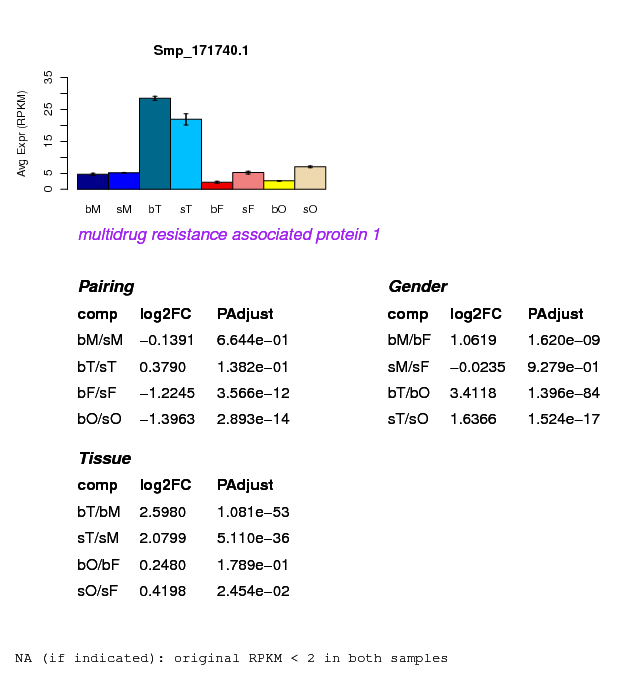 Smp_171740.1
Avg Expr (RPKM)
0 5 15 25 35
bM sM bT sT bF sF bO sO
multidrug resistance associated protein 1
Pairing
comp log2FC PAdjust
bM/sM −0.1391 6.644e−01
bT/sT 0.3790 1.382e−01
bF/sF −1.2245 3.566e−12
bO/sO −1.3963 2.893e−14
Gender
comp log2FC PAdjust
bM/bF 1.0619 1.620e−09
sM/sF −0.0235 9.279e−01
bT/bO 3.4118 1.396e−84
sT/sO 1.6366 1.524e−17
Tissue
comp log2FC PAdjust
bT/bM 2.5980 1.081e−53
sT/sM 2.0799 5.110e−36
bO/bF 0.2480 1.789e−01
sO/sF 0.4198 2.454e−02
NA (if indicated): original RPKM < 2 in both samples